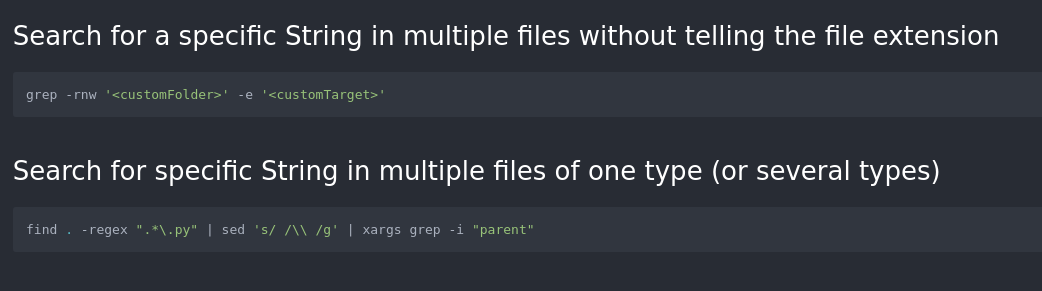 Search for a specific String in multiple files without telling the file extension
grep -rnw '<customFolder>' -e '<customTarget>'
Search for specific String in multiple files of one type (or several types)
find . -regex ".*\.py" | sed 's/ /\\ /g' | xargs grep -i "parent"